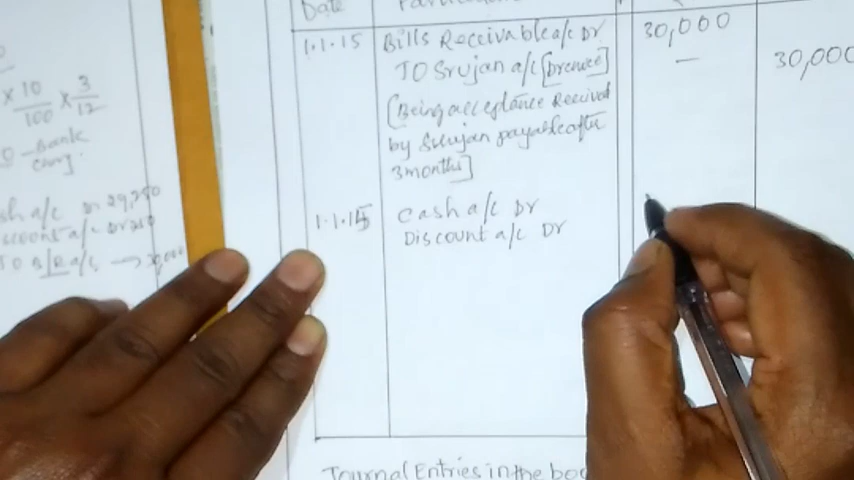 × 10/100 × 3/12
Bank
Cash a/c Dr 29,250
Discount a/c Dr 750
TO B/R a/c → 30,000
Date
1.1.15 Bills Receivable a/c Dr 30,000
TO Srujan a/c [Drawee] — 30,000
[Being acceptance Received
by Srujan payable after
3 months]
1.1.15 Cash a/c Dr
Discount a/c Dr
Journal Entries in the boo